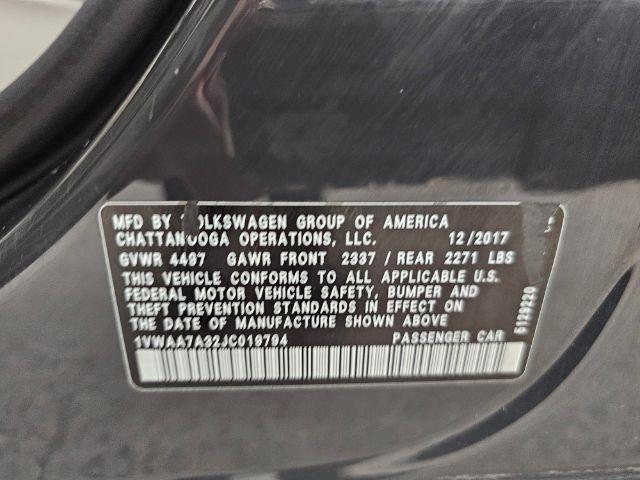 MFD BY VOLKSWAGEN GROUP OF AMERICA
CHATTANOOGA OPERATIONS, LLC. 12/2017
GVWR 4497 GAWR FRONT 2337 / REAR 2271 LBS
THIS VEHICLE CONFORMS TO ALL APPLICABLE U.S.
FEDERAL MOTOR VEHICLE SAFETY, BUMPER AND
THEFT PREVENTION STANDARDS IN EFFECT ON
THE DATE OF MANUFACTURE SHOWN ABOVE
1VWAA7A32JC019794 PASSENGER CAR
5129220